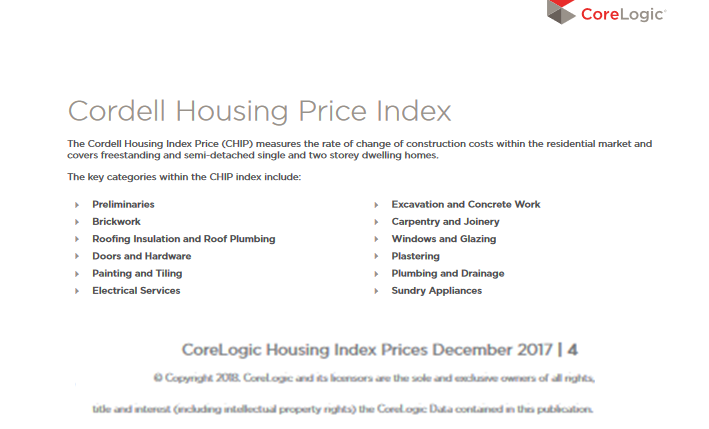 CoreLogic
Cordell Housing Price Index
The Cordell Housing Index Price (CHIP) measures the rate of change of construction costs within the residential market and
covers freestanding and semi-detached single and two storey dwelling homes.
The key categories within the CHIP index include:
Preliminaries
Brickwork
Roofing Insulation and Roof Plumbing
Doors and Hardware
Painting and Tiling
Electrical Services
Excavation and Concrete Work
Carpentry and Joinery
Windows and Glazing
Plastering
Plumbing and Drainage
Sundry Appliances
CoreLogic Housing Index Prices December 2017 | 4
© Copyright 2018. CoreLogic and its licensors are the sole and exclusive owners of all rights,
title and interest (including intellectual property rights) the CoreLogic Data contained in this publication.